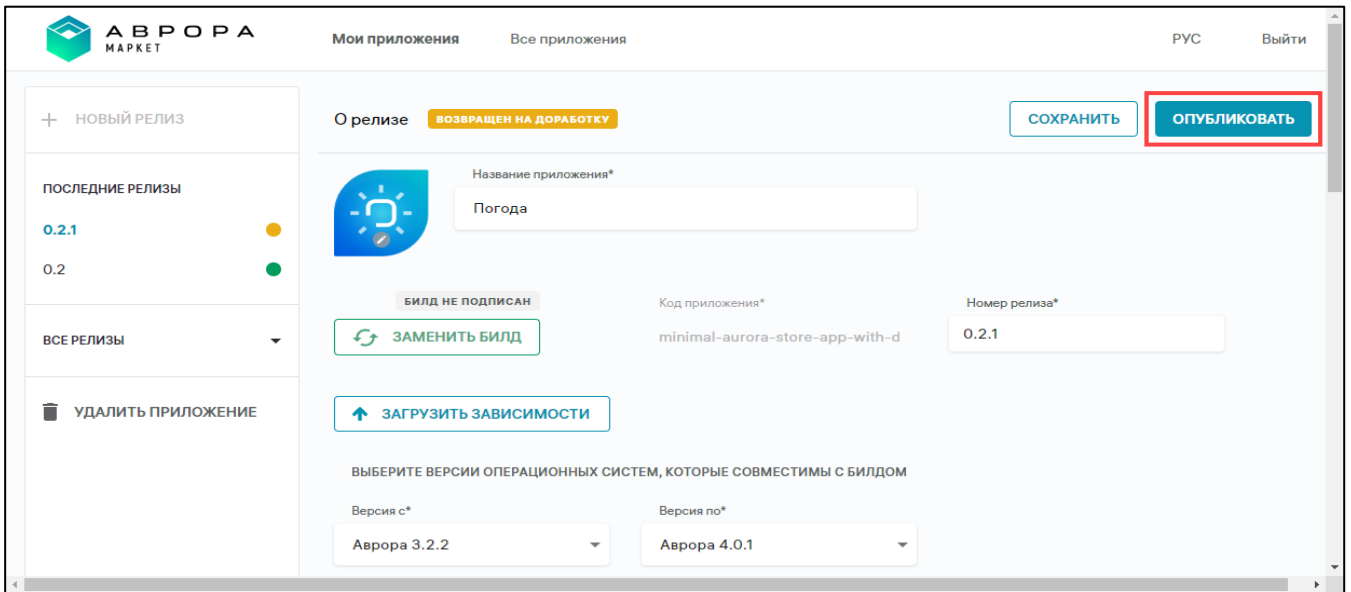 АВРОРА
МАРКЕТ
Мои приложения
Все приложения
РУС
Выйти
НОВЫЙ РЕЛИЗ
ПОСЛЕДНИЕ РЕЛИЗЫ
0.2.1
0.2
ВСЕ РЕЛИЗЫ
УДАЛИТЬ ПРИЛОЖЕНИЕ
О релизе
ВОЗВРАЩЕН НА ДОРАБОТКУ
СОХРАНИТЬ
ОПУБЛИКОВАТЬ
Название приложения*
Погода
БИЛД НЕ ПОДПИСАН
ЗАМЕНИТЬ БИЛД
Код приложения*
minimal-aurora-store-app-with-d
Номер релиза*
0.2.1
ЗАГРУЗИТЬ ЗАВИСИМОСТИ
ВЫБЕРИТЕ ВЕРСИИ ОПЕРАЦИОННЫХ СИСТЕМ, КОТОРЫЕ СОВМЕСТИМЫ С БИЛДОМ
Версия с*
Аврора 3.2.2
Версия по*
Аврора 4.0.1